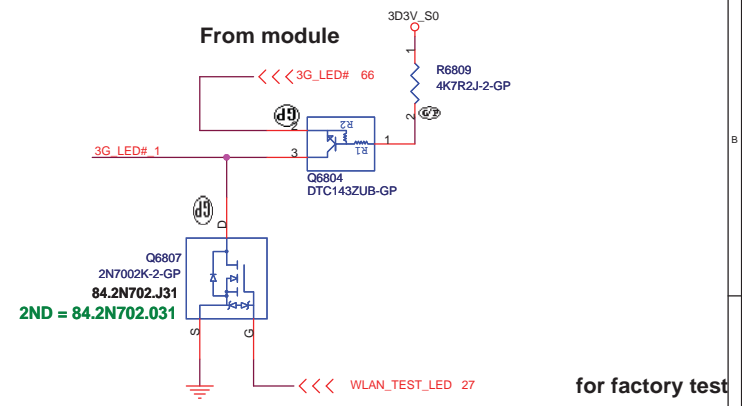 3D3V_S0
From module
3G_LED# 66
1
R6809
4K7R2J-2-GP
2
G/P
GP
2
R2
R1
1
3G_LED#_1
3
Q6804
DTC143ZUB-GP
B
GP
D
Q6807
2N7002K-2-GP
84.2N702.J31
2ND = 84.2N702.031
S
G
WLAN_TEST_LED 27
for factory test